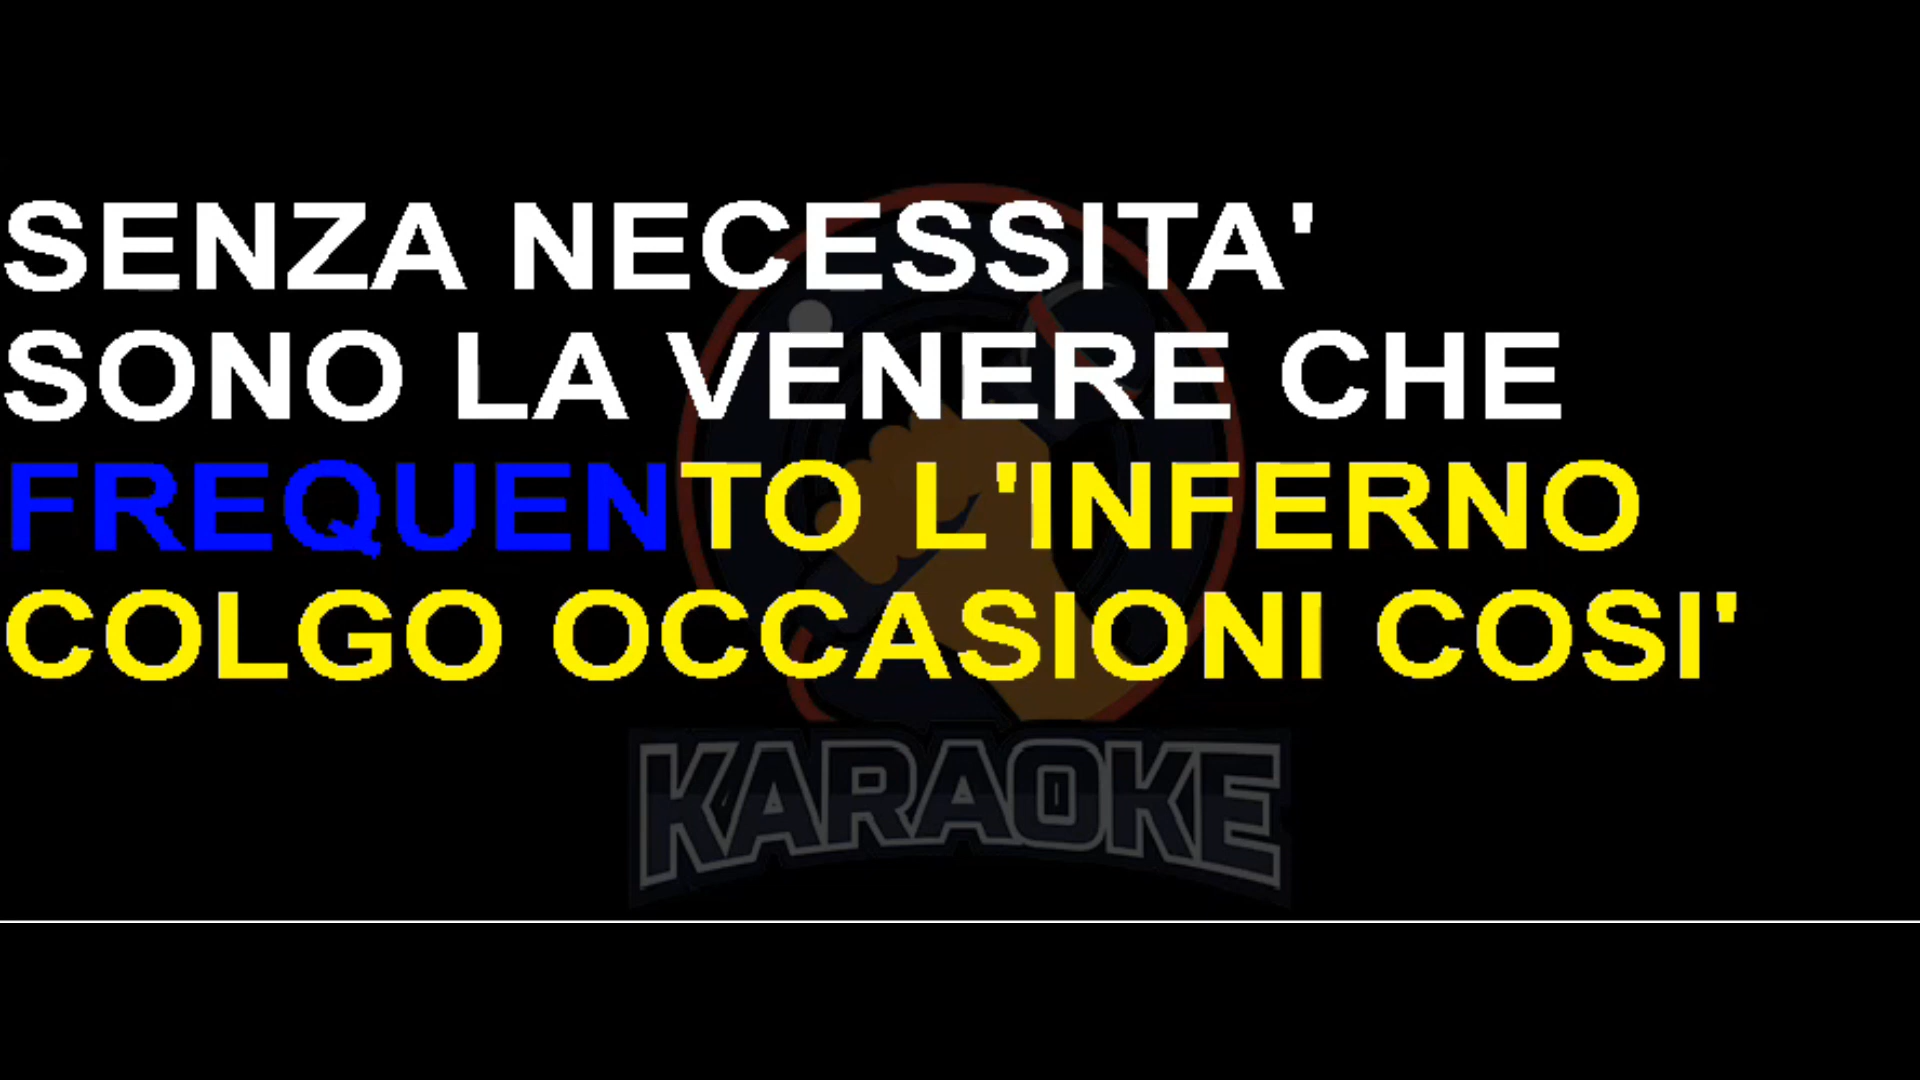 SENZA NECESSITA'
SONO LA VENERE CHE
FREQUENTO L'INFERNO
COLGO OCCASIONI COSI'
KARAOKE